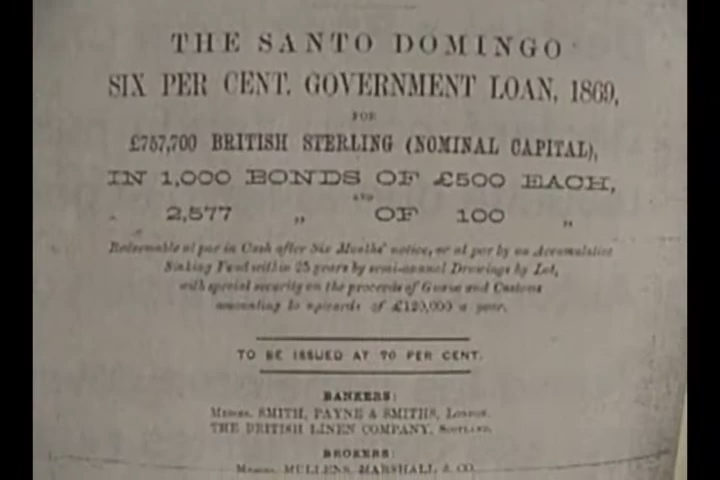 THE SANTO DOMINGO
SIX PER CENT. GOVERNMENT LOAN, 1869,
FOR
£757,700 BRITISH STERLING (NOMINAL CAPITAL),
IN 1,000 BONDS OF £500 EACH,
AND
2,577 „ OF 100 „
Redeemable at par in Cash after Six Months' notice, or at par by an Accumulative
Sinking Fund within 25 years by semi-annual Drawings by Lot,
with special security on the proceeds of Guano and Customs
amounting to upwards of £120,000 a year.
TO BE ISSUED AT 70 PER CENT.
BANKERS:
Messrs. SMITH, PAYNE & SMITHS, London.
THE BRITISH LINEN COMPANY, Scotland.
BROKERS:
Messrs. MULLENS, MARSHALL, & CO.